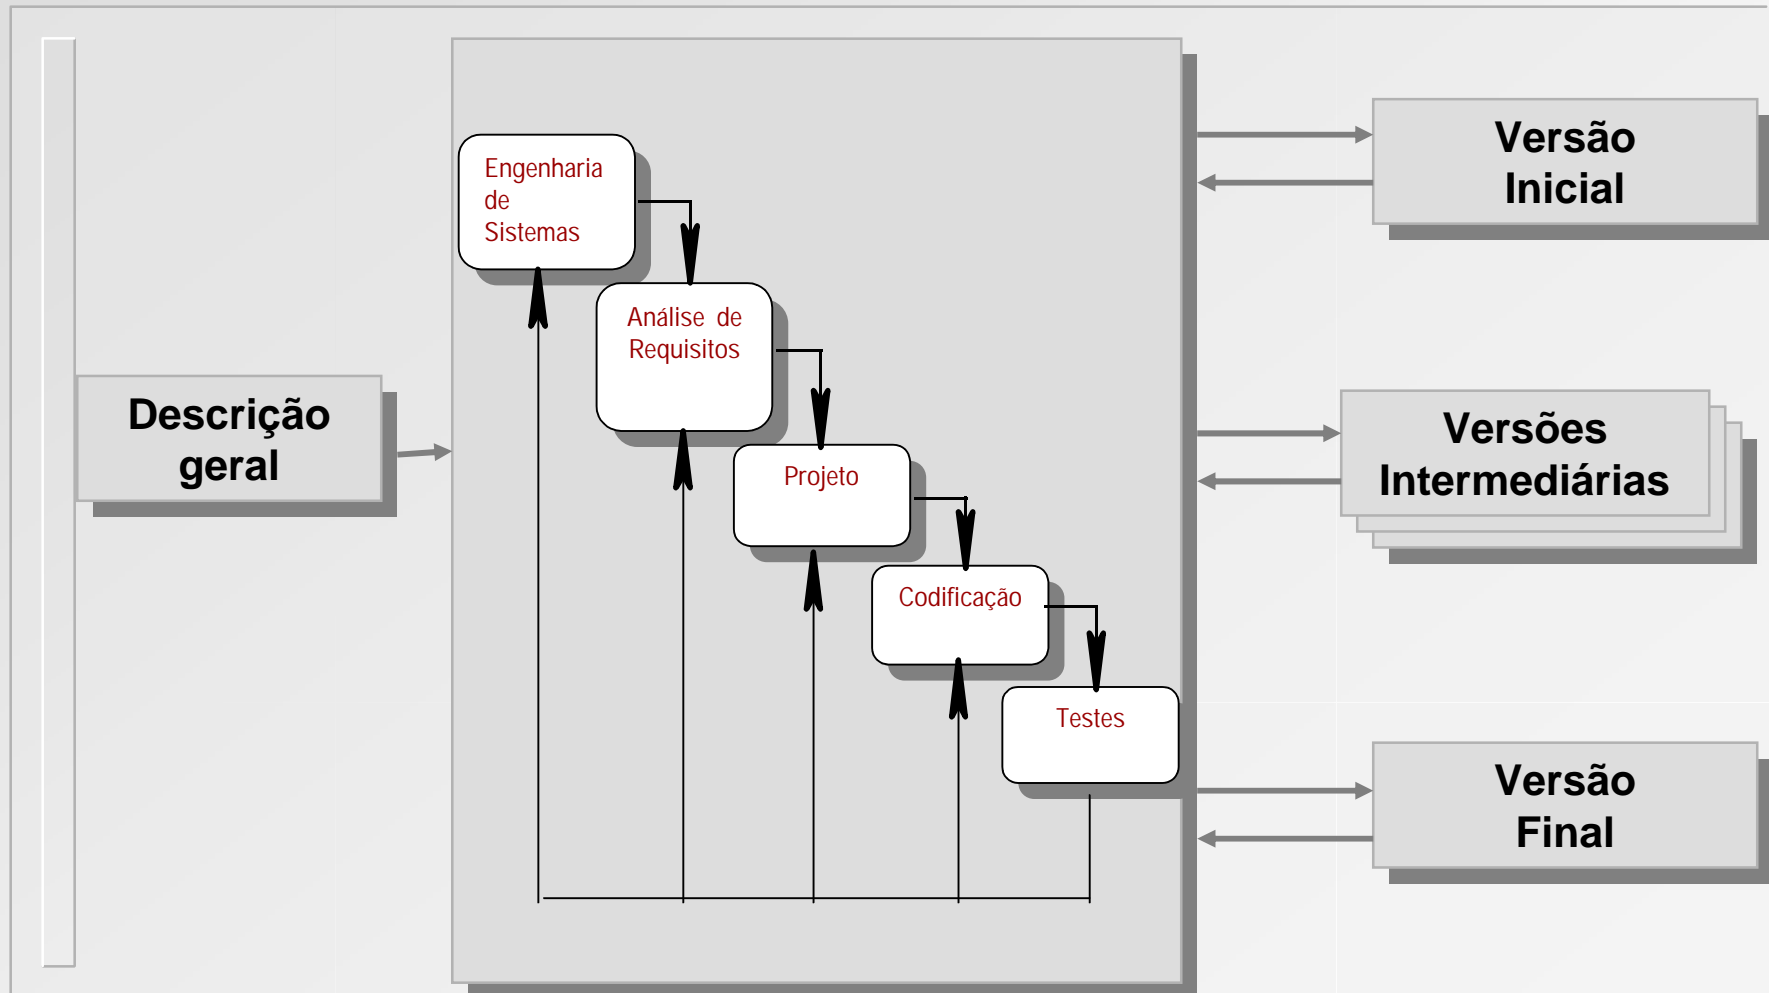 Descrição
geral
Engenharia
de
Sistemas
Análise de
Requisitos
Projeto
Codificação
Testes
Versão
Inicial
Versões
Intermediárias
Versão
Final